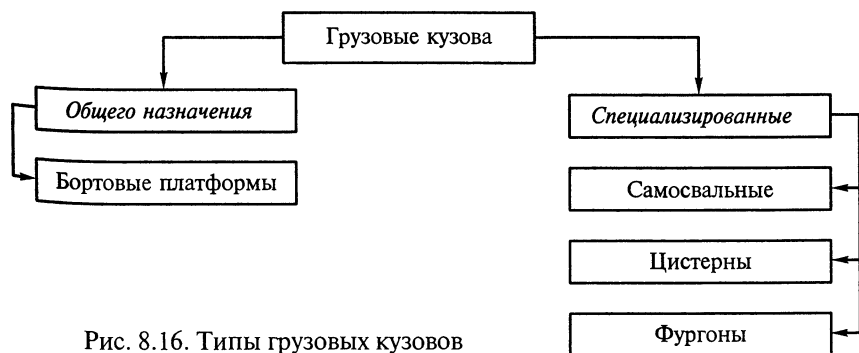 Грузовые кузова
Общего назначения
Бортовые платформы
Специализированные
Самосвальные
Цистерны
Фургоны
Рис. 8.16. Типы грузовых кузовов